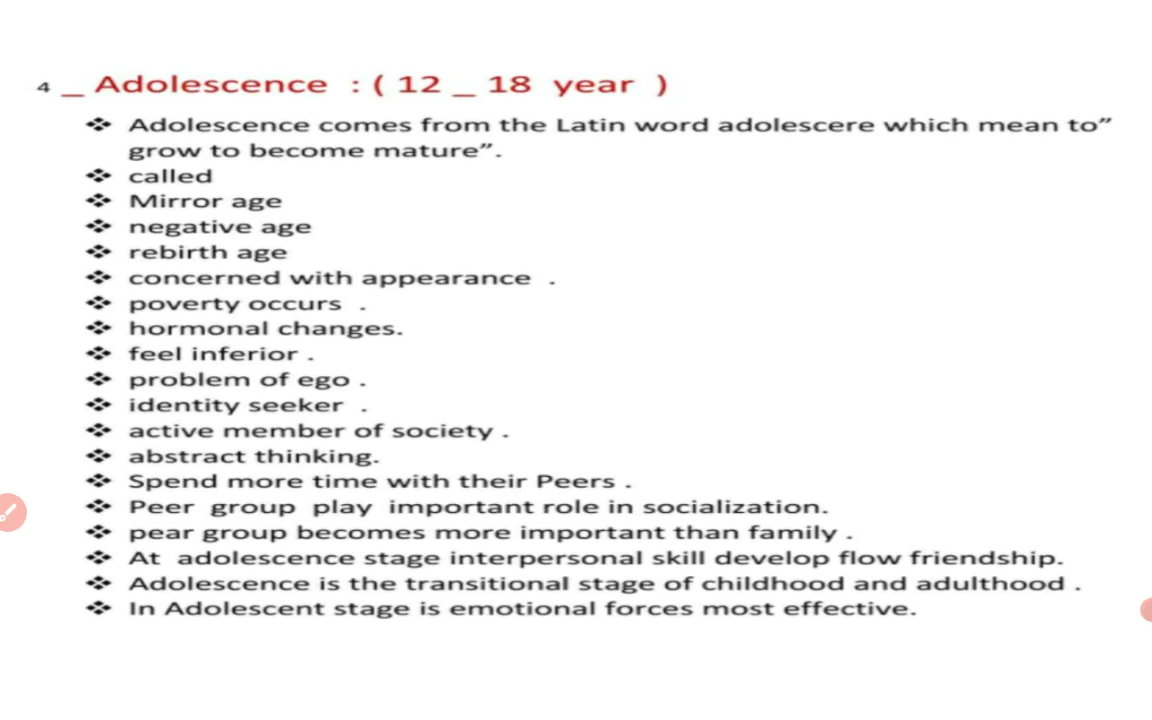 4 _ Adolescence : ( 12 _ 18 year )
❖ Adolescence comes from the Latin word adolescere which mean to”
grow to become mature”.
❖ called
❖ Mirror age
❖ negative age
❖ rebirth age
❖ concerned with appearance .
❖ poverty occurs .
❖ hormonal changes.
❖ feel inferior .
❖ problem of ego .
❖ identity seeker .
❖ active member of society .
❖ abstract thinking.
❖ Spend more time with their Peers .
❖ Peer group play important role in socialization.
❖ pear group becomes more important than family .
❖ At adolescence stage interpersonal skill develop flow friendship.
❖ Adolescence is the transitional stage of childhood and adulthood .
❖ In Adolescent stage is emotional forces most effective.